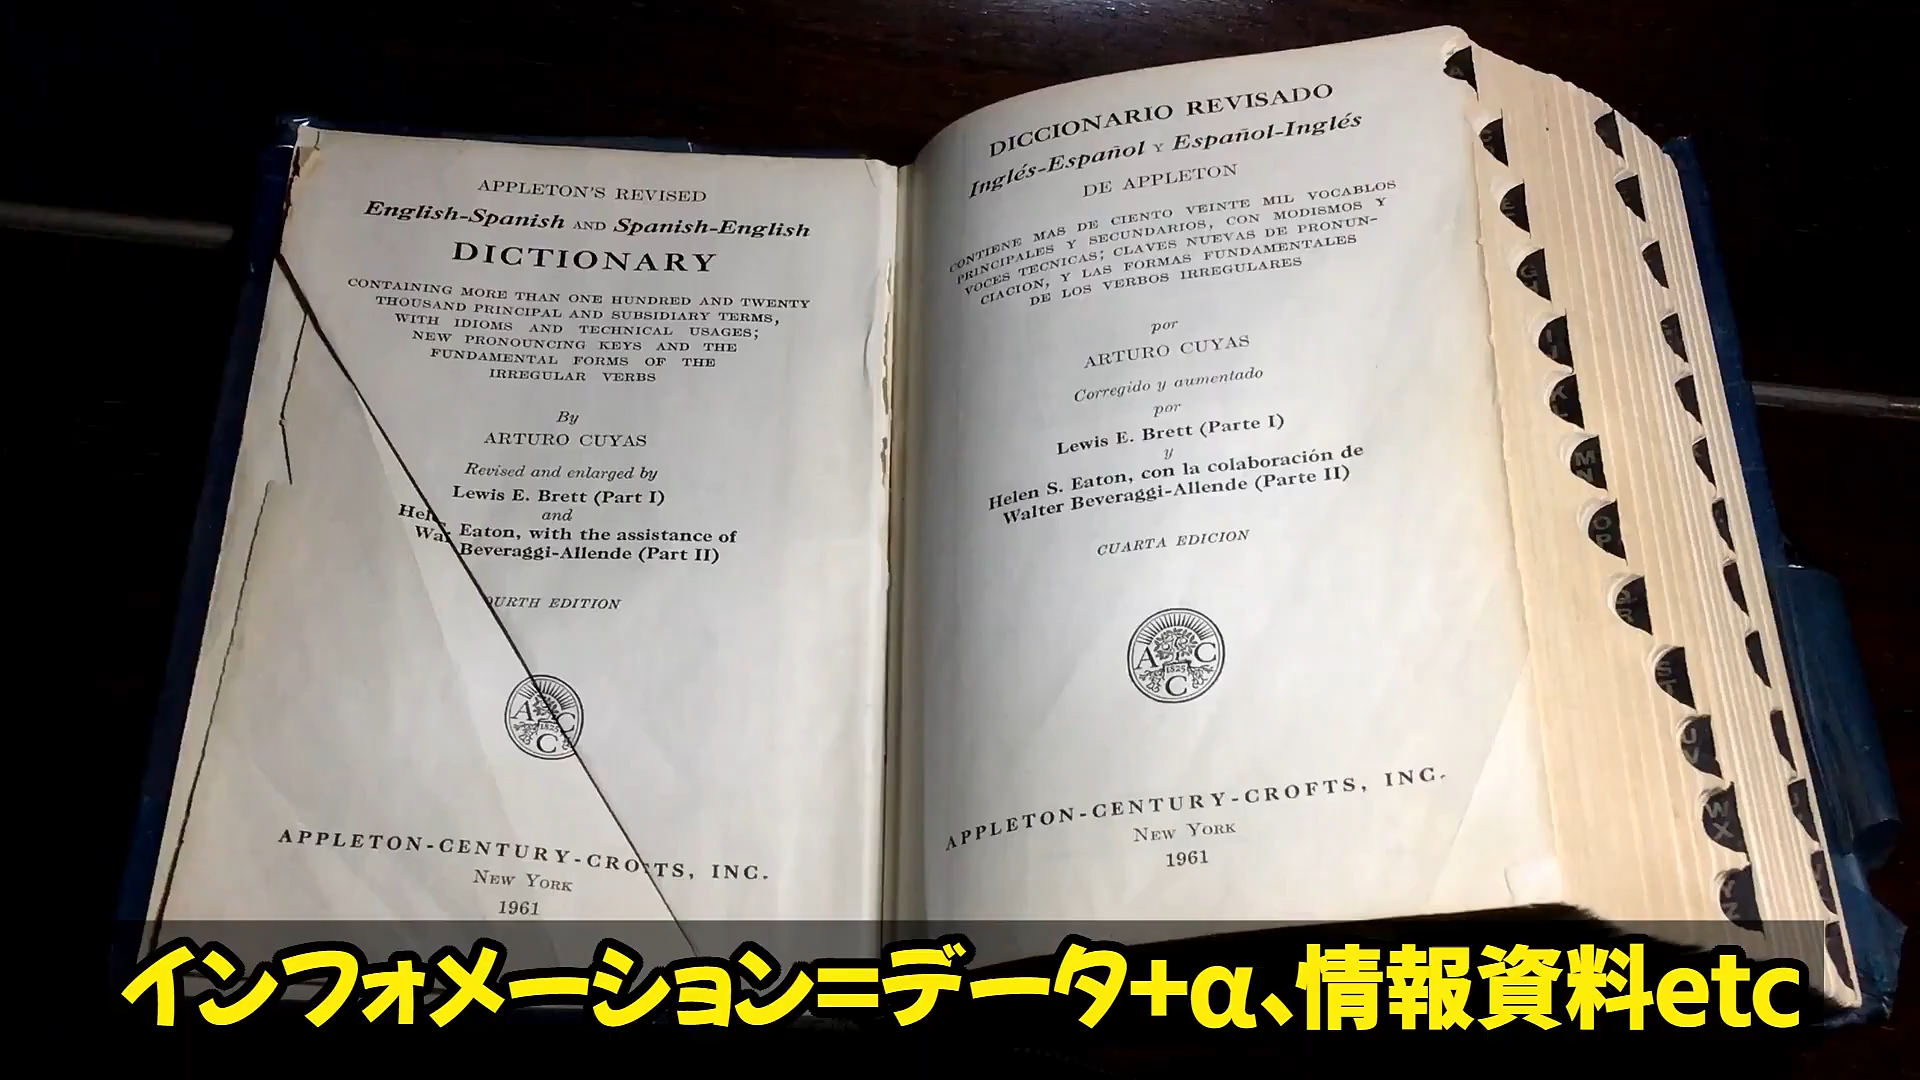 APPLETON'S REVISED
English-Spanish AND Spanish-English
DICTIONARY
CONTAINING MORE THAN ONE HUNDRED AND TWENTY
THOUSAND PRINCIPAL AND SUBSIDIARY TERMS,
WITH IDIOMS AND TECHNICAL USAGES;
NEW PRONOUNCING KEYS AND THE
FUNDAMENTAL FORMS OF THE
IRREGULAR VERBS
By
ARTURO CUYAS
Revised and enlarged by
Lewis E. Brett (Part I)
and
Eaton, with the assistance of
Beveraggi-Allende (Part II)
EDITION
A C
1825
C
APPLETON-CENTURY-CROFTS, INC.
NEW YORK
1961
DICCIONARIO REVISADO
Inglés-Español Y Español-Inglés
DE APPLETON
CONTIENE MAS DE CIENTO VEINTE MIL VOCABLOS
PRINCIPALES Y SECUNDARIOS, CON MODISMOS Y
VOCES TECNICAS; CLAVES NUEVAS DE PRONUN-
CIACION, Y LAS FORMAS FUNDAMENTALES
DE LOS VERBOS IRREGULARES
por
ARTURO CUYAS
Corregido y aumentado
por
Lewis E. Brett (Parte I)
y
Helen S. Eaton, con la colaboración de
Walter Beveraggi-Allende (Parte II)
CUARTA EDICION
A C
1825
C
APPLETON-CENTURY-CROFTS, INC.
NEW YORK
1961
A
C
E
G
M
N
O
P
Q
R
S
T
U
V
W
X
Y
Z
インフォメーション=データ+α、情報資料etc